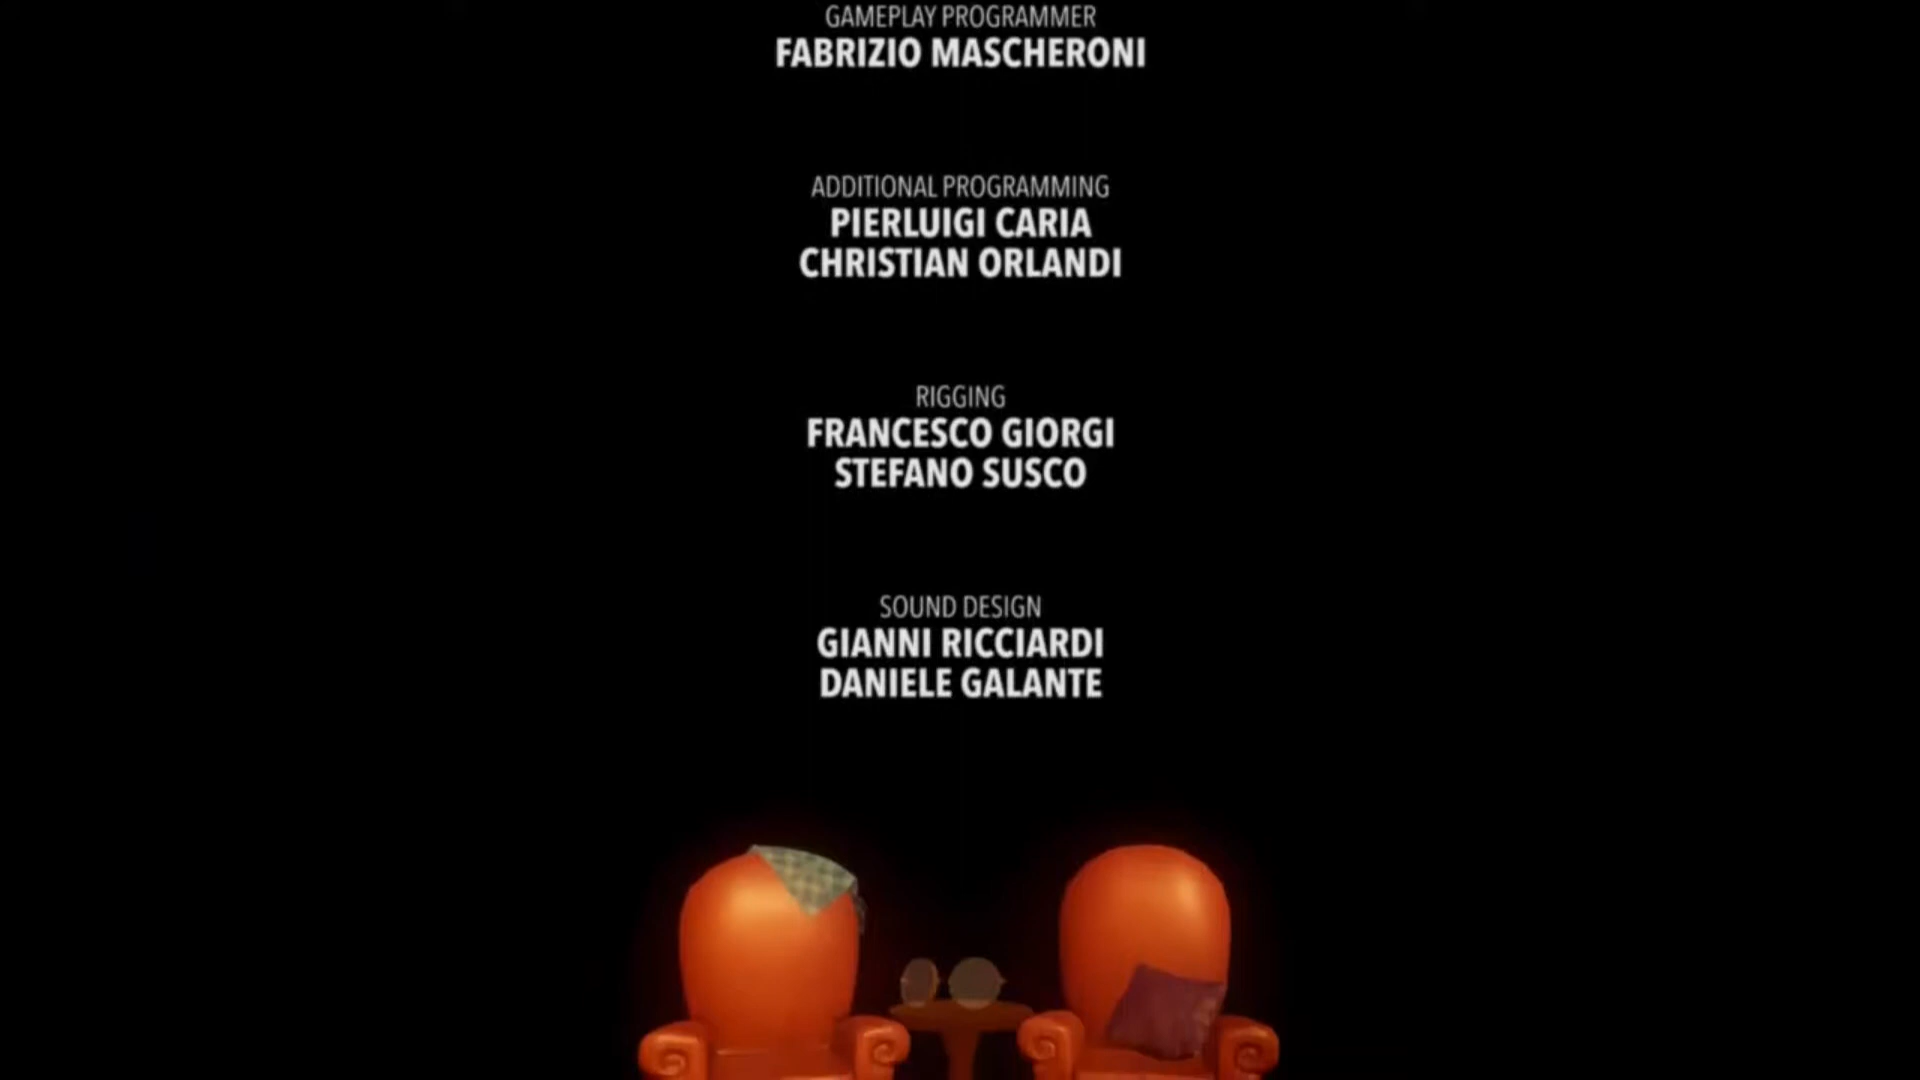 GAMEPLAY PROGRAMMER
FABRIZIO MASCHERONI
ADDITIONAL PROGRAMMING
PIERLUIGI CARIA
CHRISTIAN ORLANDI
RIGGING
FRANCESCO GIORGI
STEFANO SUSCO
SOUND DESIGN
GIANNI RICCIARDI
DANIELE GALANTE